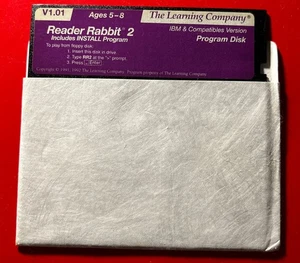 V1.01
Ages 5-8
The Learning Company®
Reader Rabbit® 2
Includes INSTALL Program
IBM & Compatibles Version
Program Disk
To play from floppy disk:
1. Insert this disk in drive.
2. Type RR2 at the prompt.
3. Press Enter.